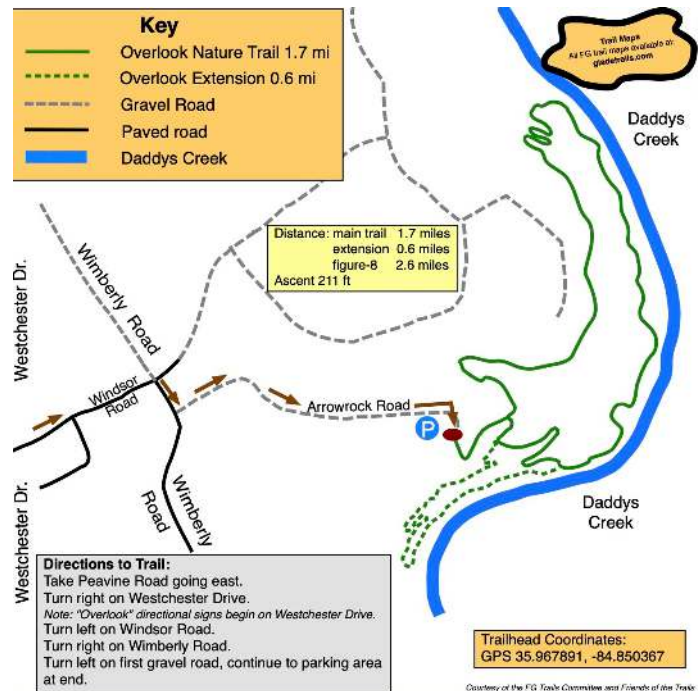 Key
Overlook Nature Trail 1.7 mi
Overlook Extension 0.6 mi
Gravel Road
Paved road
Daddys Creek
Trail Maps
All FG trail maps available at:
gladetrails.com
Daddys
Creek
Distance: main trail 1.7 miles
extension 0.6 miles
figure-8 2.6 miles
Ascent 211 ft
Westchester Dr.
Wimberly Road
Windsor
Road
Arrowrock Road
P
Wimberly
Road
Westchester Dr.
Daddys
Creek
Directions to Trail:
Take Peavine Road going east.
Turn right on Westchester Drive.
Note: "Overlook" directional signs begin on Westchester Drive.
Turn left on Windsor Road.
Turn right on Wimberly Road.
Turn left on first gravel road, continue to parking area
at end.
Trailhead Coordinates:
GPS 35.967891, -84.850367
Courtesy of the FG Trails Committee and Friends of the Trails